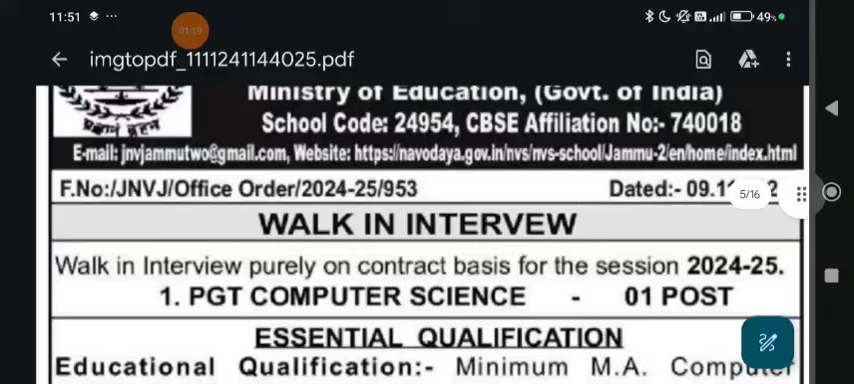 11:51 ... 49%
01:19
imgtopdf_1111241144025.pdf
Ministry of Education, (Govt. of India)
School Code: 24954, CBSE Affiliation No:- 740018
E-mail: jnvjammutwo@gmail.com, Website: https://navodaya.gov.in/nvs/nvs-school/Jammu-2/en/home/index.html
F.No:/JNVJ/Office Order/2024-25/953 Dated:- 09.1
5/16
WALK IN INTERVEW
Walk in Interview purely on contract basis for the session 2024-25.
1. PGT COMPUTER SCIENCE - 01 POST
ESSENTIAL QUALIFICATION
Educational Qualification:- Minimum M.A. Computer